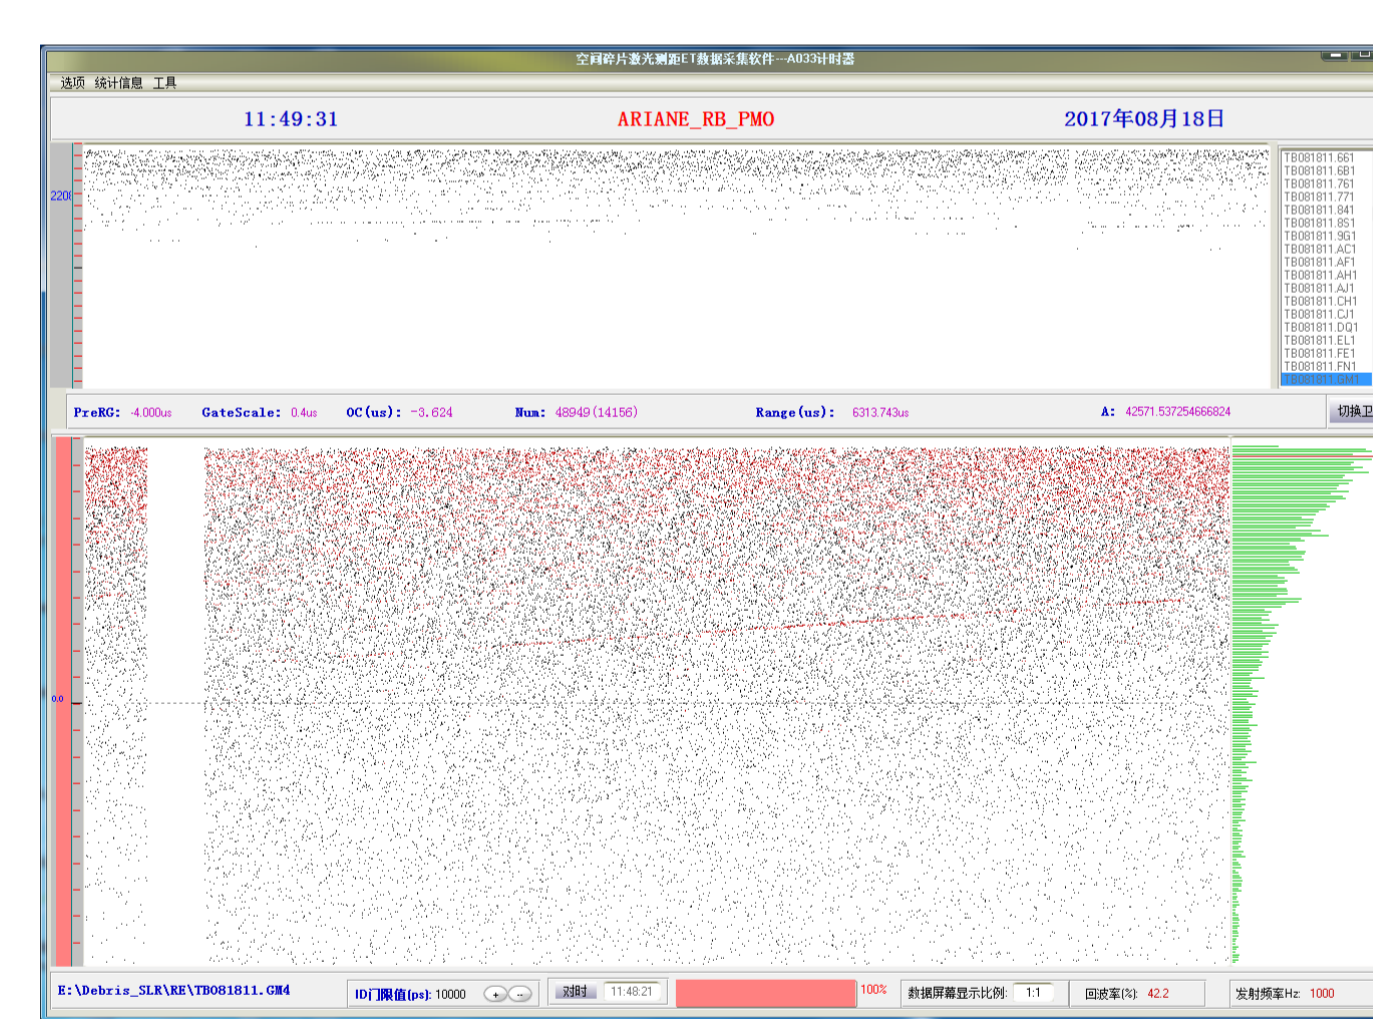 空间碎片激光测距ET数据采集软件---A033计时器
选项 统计信息 工具
11:49:31 ARIANE_RB_PMO 2017年08月18日
220
TB081811.661
TB081811.6B1
TB081811.761
TB081811.771
TB081811.841
TB081811.8S1
TB081811.9G1
TB081811.AC1
TB081811.AF1
TB081811.AH1
TB081811.AJ1
TB081811.CH1
TB081811.CJ1
TB081811.DQ1
TB081811.EL1
TB081811.FE1
TB081811.FN1
TB081811.GM1
PreRG: -4.000us GateScale: 0.4us OC(us): -3.624 Num: 48949(14156) Range(us): 6313.743us A: 42571.537254666824 切换卫
0.0
E:\Debris_SLR\RE\TB081811.GM4 ID门限值(ps): 10000 + - 对时 11:48:21 100% 数据屏幕显示比例: 1:1 回波率(%): 42.2 发射频率Hz: 1000